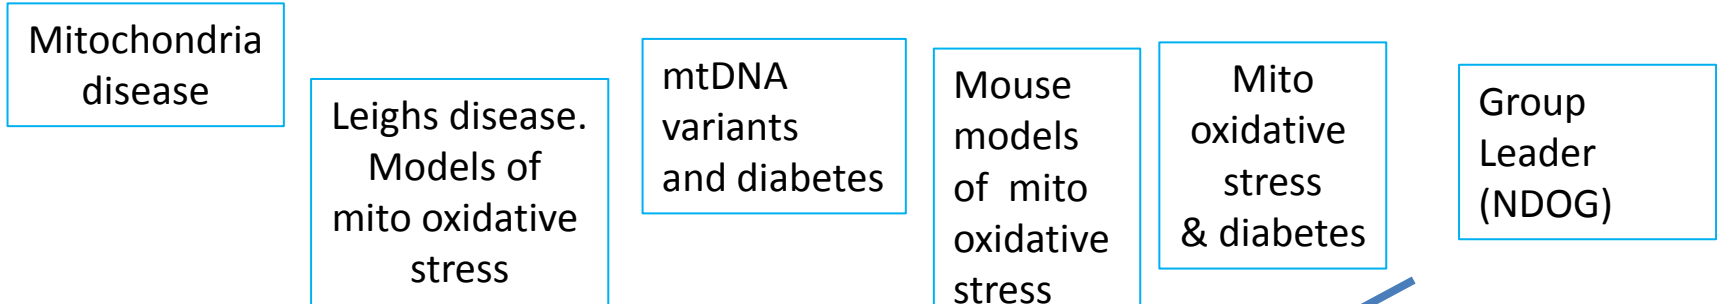 Mitochondria
disease
Leighs disease.
Models of
mito oxidative
stress
mtDNA
variants
and diabetes
Mouse
models
of mito
oxidative
stress
Mito
oxidative
stress
& diabetes
Group
Leader
(NDOG)